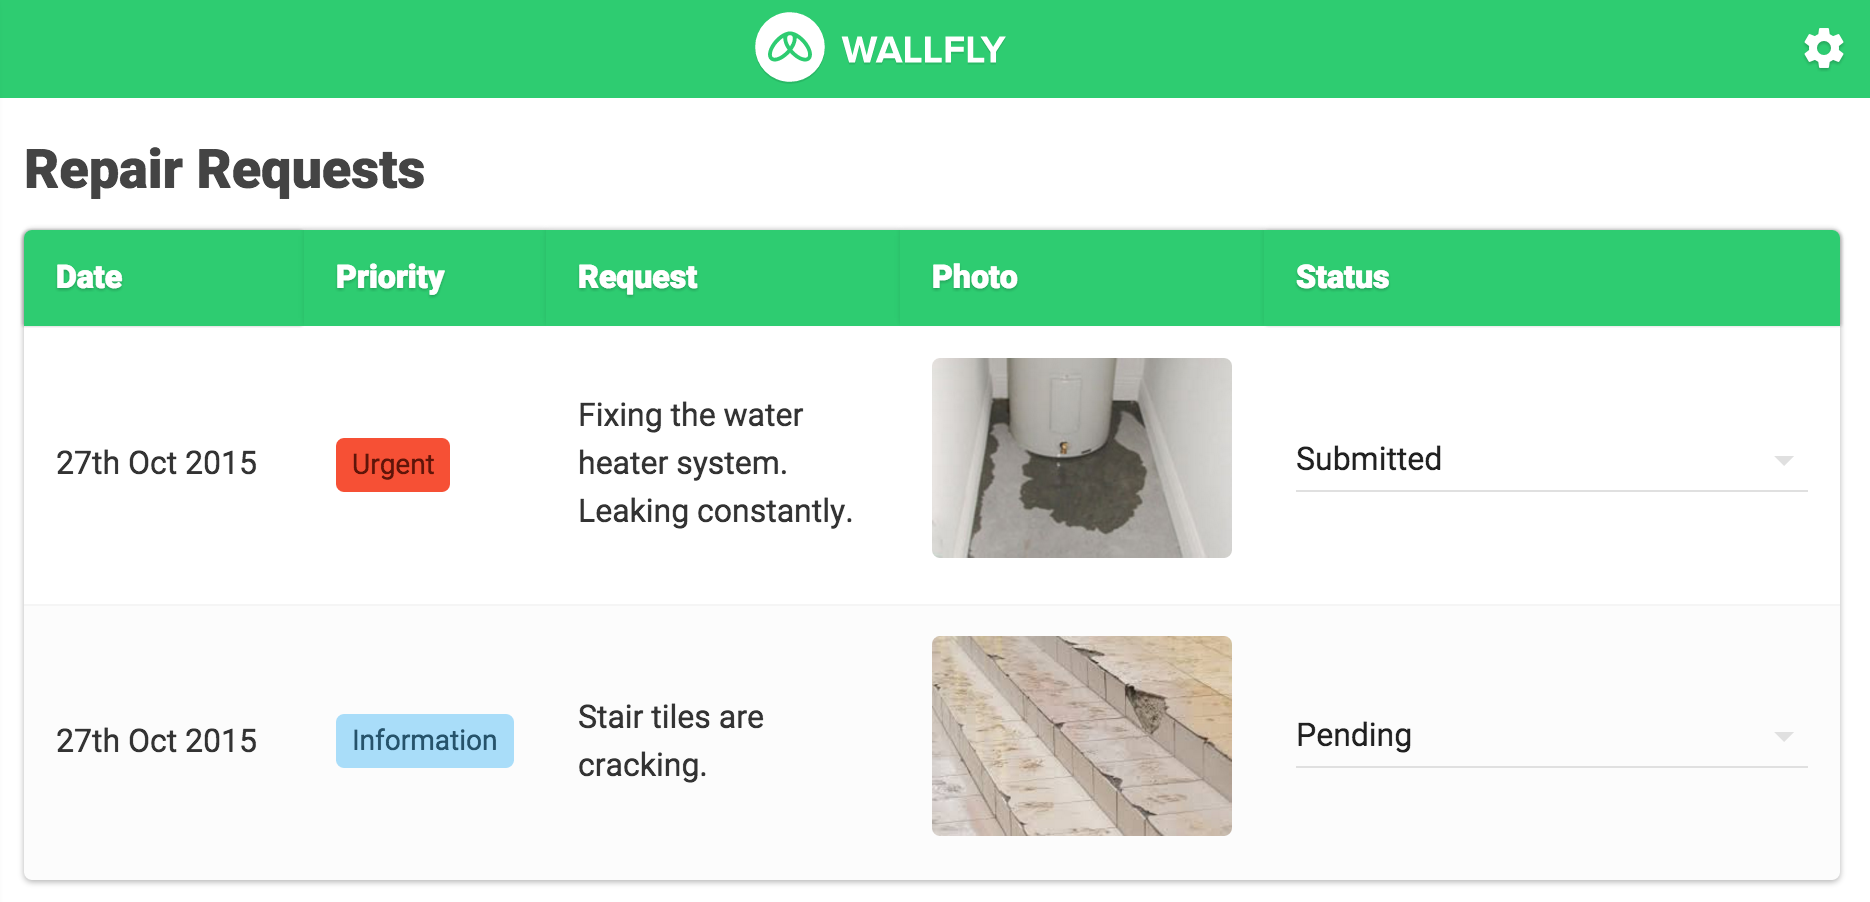 WALLFLY
Repair Requests
Date Priority Request Photo Status
27th Oct 2015 Urgent Fixing the water
heater system.
Leaking constantly. Submitted
27th Oct 2015 Information Stair tiles are
cracking. Pending